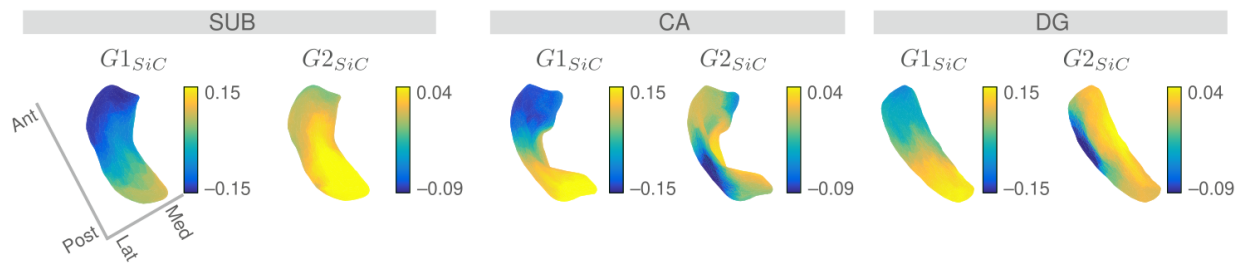 SUB CA DG
G1SiC G2SiC G1SiC G2SiC G1SiC G2SiC
0.15 0.04 0.15 0.04 0.15 0.04
Ant
−0.15 −0.09 −0.15 −0.09 −0.15 −0.09
Post Lat Med